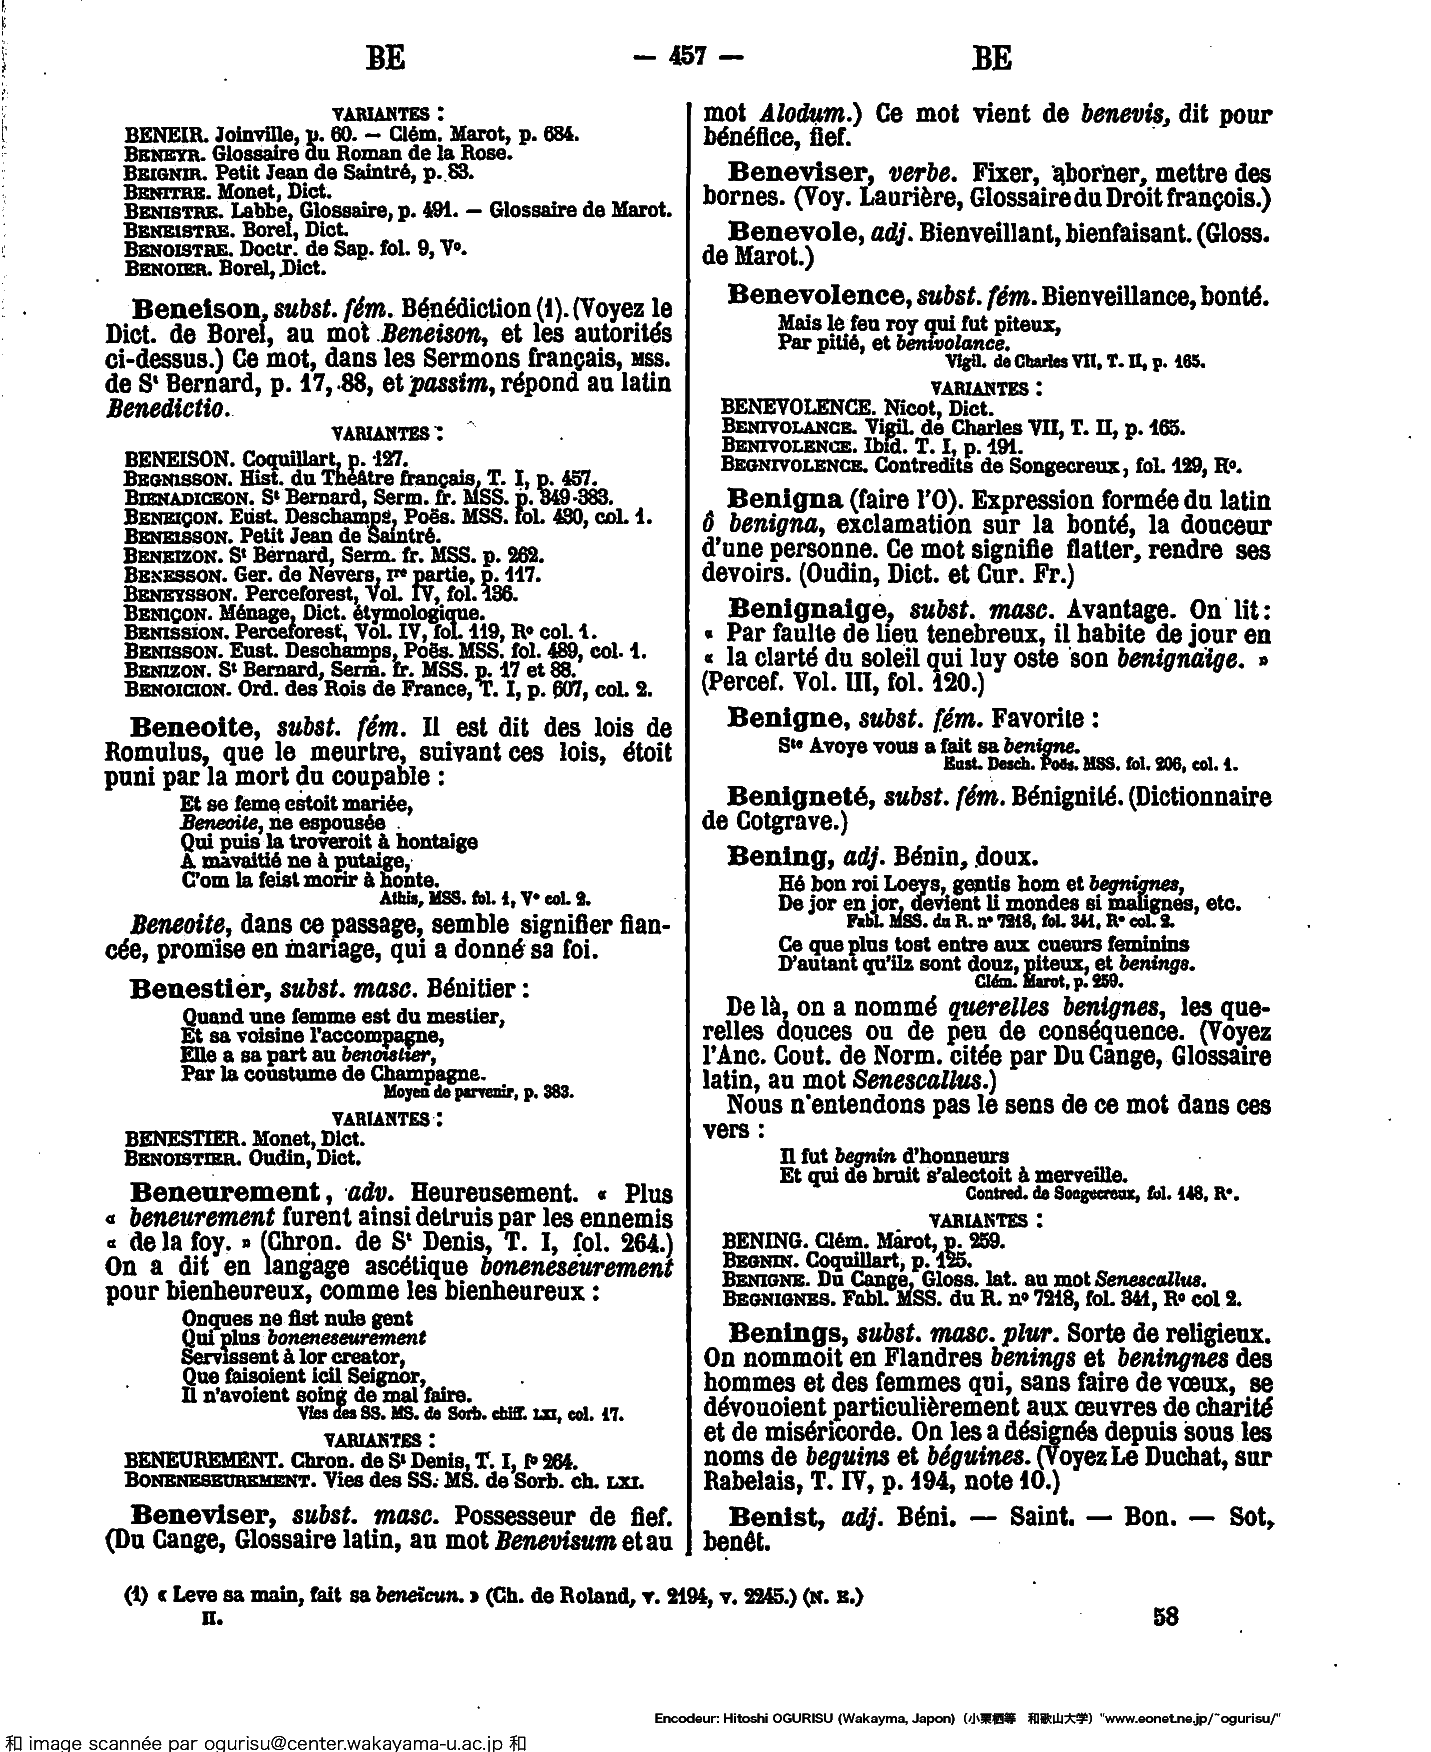 BE — 457 — BE
VARIANTES :
BENEIR. Joinville, p. 60. — Clém. Marot, p. 684.
BENEYR. Glossaire du Roman de la Rose.
BEIGNIR. Petit Jean de Saintré, p. 83.
BENITRE. Monet, Dict.
BENISTRE. Labbe, Glossaire, p. 491. — Glossaire de Marot.
BENEISTRE. Borel, Dict.
BENOISTRE. Doctr. de Sap. fol. 9, Vº.
BENOIER. Borel, Dict.
Beneison, subst. fém. Bénédiction (1). (Voyez le
Dict. de Borel, au mot Beneison, et les autorités
ci-dessus.) Ce mot, dans les Sermons français, MSS.
de St Bernard, p. 17, 88, et passim, répond au latin
Benedictio.
VARIANTES :
BENEISON. Coquillart, p. 127.
BEGNISSON. Hist. du Théâtre français, T. I, p. 457.
BIENADICEON. St Bernard, Serm. fr. MSS. p. 349-383.
BENEIÇON. Eust. Deschamps, Poës. MSS. fol. 430, col. 1.
BENEISSON. Petit Jean de Saintré.
BENEIZON. St Bernard, Serm. fr. MSS. p. 262.
BENESSON. Ger. de Nevers, Ire partie, p. 117.
BENEYSSON. Perceforest, Vol. IV, fol. 136.
BENIÇON. Ménage, Dict. étymologique.
BENISSION. Perceforest, Vol. IV, fol. 119, Rº col. 1.
BENISSON. Eust. Deschamps, Poës. MSS. fol. 489, col. 1.
BENIZON. St Bernard, Serm. fr. MSS. p. 17 et 88.
BENOICION. Ord. des Rois de France, T. I, p. 607, col. 2.
Beneoite, subst. fém. Il est dit des lois de
Romulus, que le meurtre, suivant ces lois, étoit
puni par la mort du coupable :
Et se feme estoit mariée,
Beneoite, ne espousée
Qui puis la troveroit à hontaige
A mavaitié ne à putaige,
C'om la feist morir à honte.
Athis, MSS. fol. 1, Vº col. 2.
Beneoite, dans ce passage, semble signifier fian-
cée, promise en mariage, qui a donné sa foi.
Benestier, subst. masc. Bénitier :
Quand une femme est du mestier,
Et sa voisine l'accompagne,
Elle a sa part au benoistier,
Par la coustume de Champagne.
Moyen de parvenir, p. 383.
VARIANTES :
BENESTIER. Monet, Dict.
BENOISTIER. Oudin, Dict.
Beneurement, adv. Heureusement. « Plus
« beneurement furent ainsi detruis par les ennemis
« de la foy. » (Chron. de St Denis, T. I, fol. 264.)
On a dit en langage ascétique boneneseurement
pour bienheureux, comme les bienheureux :
Onques ne fist nule gent
Qui plus boneneseurement
Servissent à lor creator,
Que faisoient icil Seignor,
Il n'avoient soing de mal faire.
Vies des SS. MS. de Sorb. chiff. LXI, col. 17.
VARIANTES :
BENEUREMENT. Chron. de St Denis, T. I, fº 264.
BONENESEUREMENT. Vies des SS. MS. de Sorb. ch. LXI.
Beneviser, subst. masc. Possesseur de fief.
(Du Cange, Glossaire latin, au mot Benevisum et au
mot Alodum.) Ce mot vient de benevis, dit pour
bénéfice, fief.
Beneviser, verbe. Fixer, aborner, mettre des
bornes. (Voy. Laurière, Glossaire du Droit françois.)
Benevole, adj. Bienveillant, bienfaisant. (Gloss.
de Marot.)
Benevolence, subst. fém. Bienveillance, bonté.
Mais le feu roy qui fut piteux,
Par pitié, et benivolance.
Vigil. de Charles VII, T. II, p. 165.
VARIANTES :
BENEVOLENCE. Nicot, Dict.
BENIVOLANCE. Vigil. de Charles VII, T. II, p. 165.
BENIVOLENCE. Ibid. T. I, p. 191.
BEGNIVOLENCE. Contredits de Songecreux, fol. 129, Rº.
Benigna (faire l'O). Expression formée du latin
ô benigna, exclamation sur la bonté, la douceur
d'une personne. Ce mot signifie flatter, rendre ses
devoirs. (Oudin, Dict. et Cur. Fr.)
Benignaige, subst. masc. Avantage. On lit :
« Par faulte de lieu tenebreux, il habite de jour en
« la clarté du soleil qui luy oste son benignaige. »
(Percef. Vol. III, fol. 120.)
Benigne, subst. fém. Favorite :
Ste Avoye vous a fait sa benigne.
Eust. Desch. Poës. MSS. fol. 206, col. 1.
Benigneté, subst. fém. Bénignité. (Dictionnaire
de Cotgrave.)
Bening, adj. Bénin, doux.
Hé bon roi Loeys, gentis hom et begnignes,
De jor en jor, devient li mondes si malignes, etc.
Fabl. MSS. du R. nº 7218, fol. 341, Rº col. 2.
Ce que plus tost entre aux cueurs feminins
D'autant qu'ilz sont douz, piteux, et benings.
Clém. Marot, p. 259.
De là, on a nommé querelles benignes, les que-
relles douces ou de peu de conséquence. (Voyez
l'Anc. Cout. de Norm. citée par Du Cange, Glossaire
latin, au mot Senescallus.)
Nous n'entendons pas le sens de ce mot dans ces
vers :
Il fut begnin d'honneurs
Et qui de bruit s'alectoit à merveille.
Contred. de Songecreux, fol. 148, Rº.
VARIANTES :
BENING. Clém. Marot, p. 259.
BEGNIN. Coquillart, p. 125.
BENIGNE. Du Cange, Gloss. lat. au mot Senescallus.
BEGNIGNES. Fabl. MSS. du R. nº 7218, fol. 341, Rº col 2.
Benings, subst. masc. plur. Sorte de religieux.
On nommoit en Flandres benings et beningnes des
hommes et des femmes qui, sans faire de vœux, se
dévouoient particulièrement aux œuvres de charité
et de miséricorde. On les a désignés depuis sous les
noms de beguins et béguines. (Voyez Le Duchat, sur
Rabelais, T. IV, p. 194, note 10.)
Benist, adj. Béni. — Saint. — Bon. — Sot,
benêt.
(1) « Leve sa main, fait sa beneïcun. » (Ch. de Roland, v. 2194, v. 2245.) (N. E.)
II. 58
Encodeur: Hitoshi OGURISU (Wakayma, Japon) (小栗栖等 和歌山大学) "www.eonet.ne.jp/~ogurisu/"
和 image scannée par ogurisu@center.wakayama-u.ac.jp 和